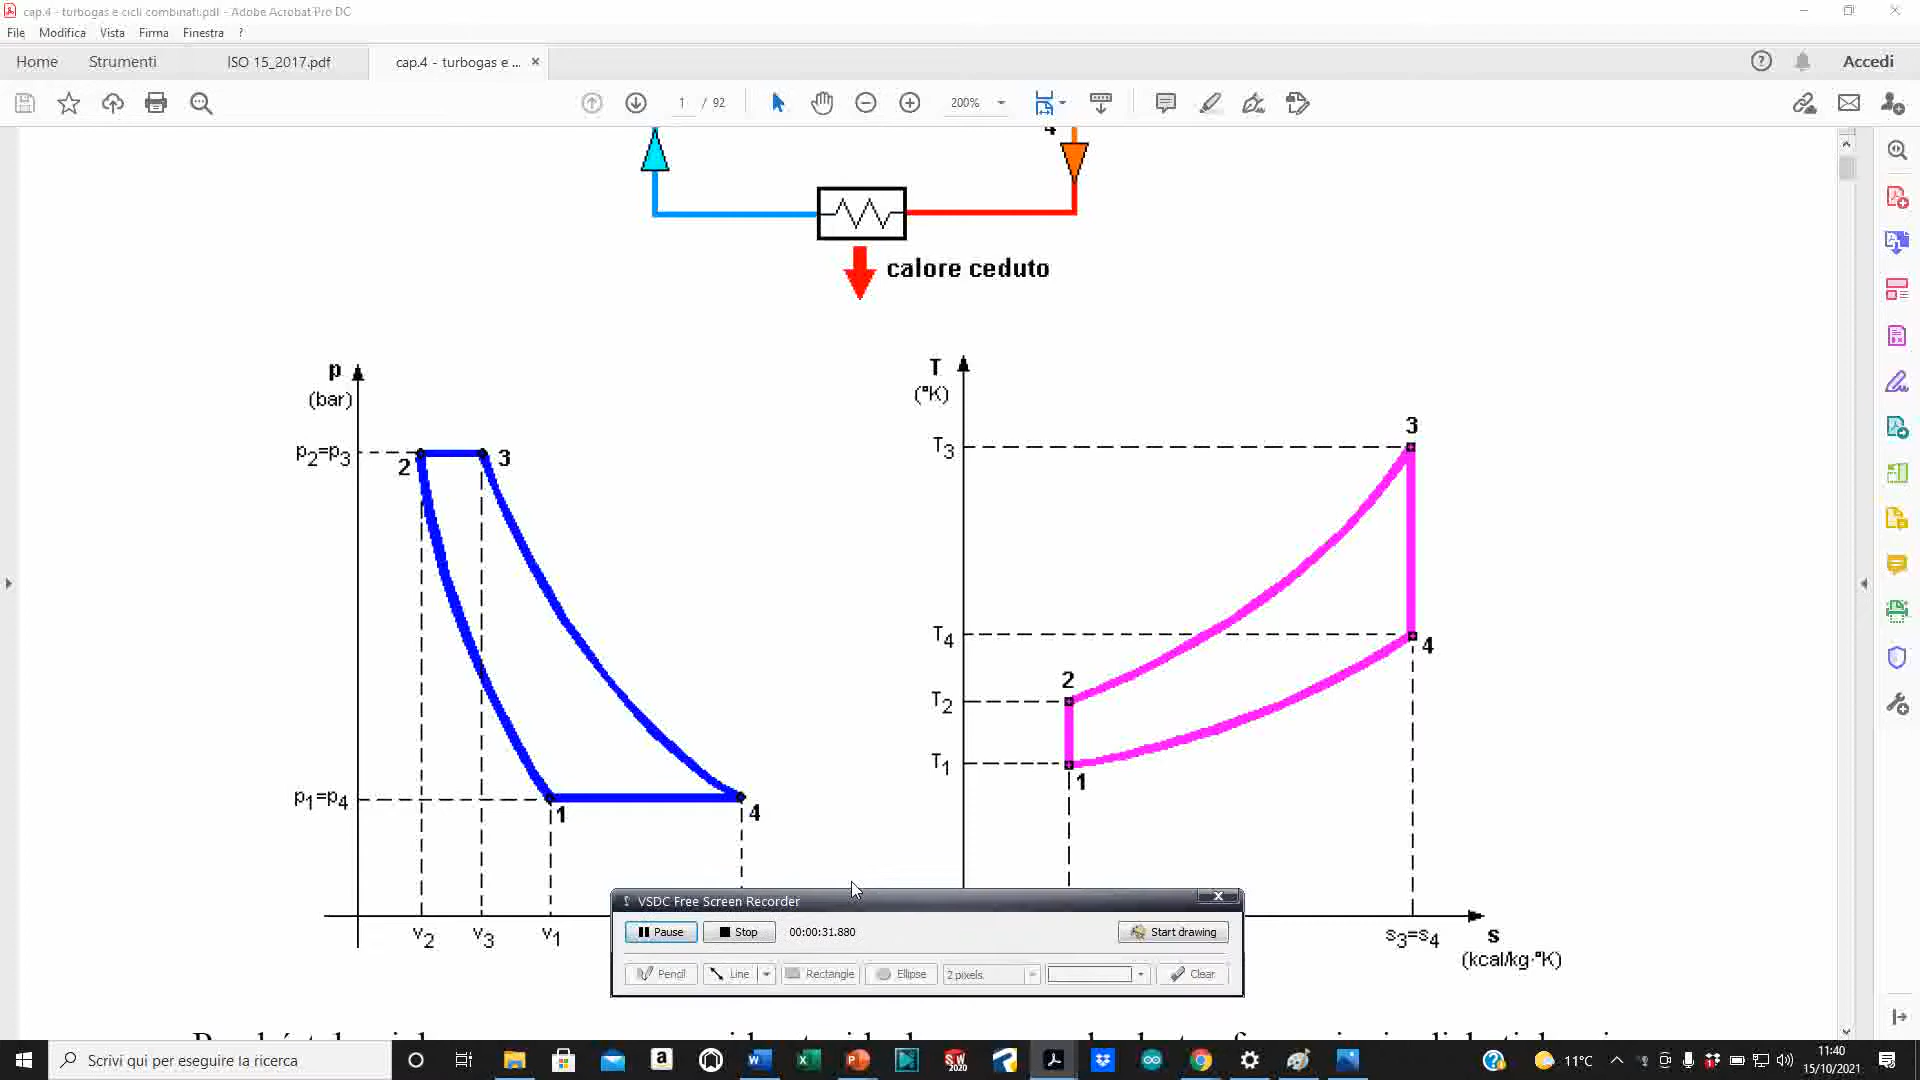 cap.4 - turbogas e cicli combinati.pdf - Adobe Acrobat Pro DC
File Modifica Vista Firma Finestra ?
Home Strumenti ISO 15_2017.pdf cap.4 - turbogas e ... × Accedi
1 / 92 200%
4
calore ceduto
p
(bar)
p2=p3
2
3
p1=p4
1
4
v2 v3 v1
T
(°K)
T3
3
T4
4
2
T2
T1
1
s3=s4
s
(kcal/kg·°K)
VSDC Free Screen Recorder
Pause Stop 00:00:31.880 Start drawing
Pencil Line Rectangle Ellipse 2 pixels Clear
Scrivi qui per eseguire la ricerca
11°C
11:40
15/10/2021